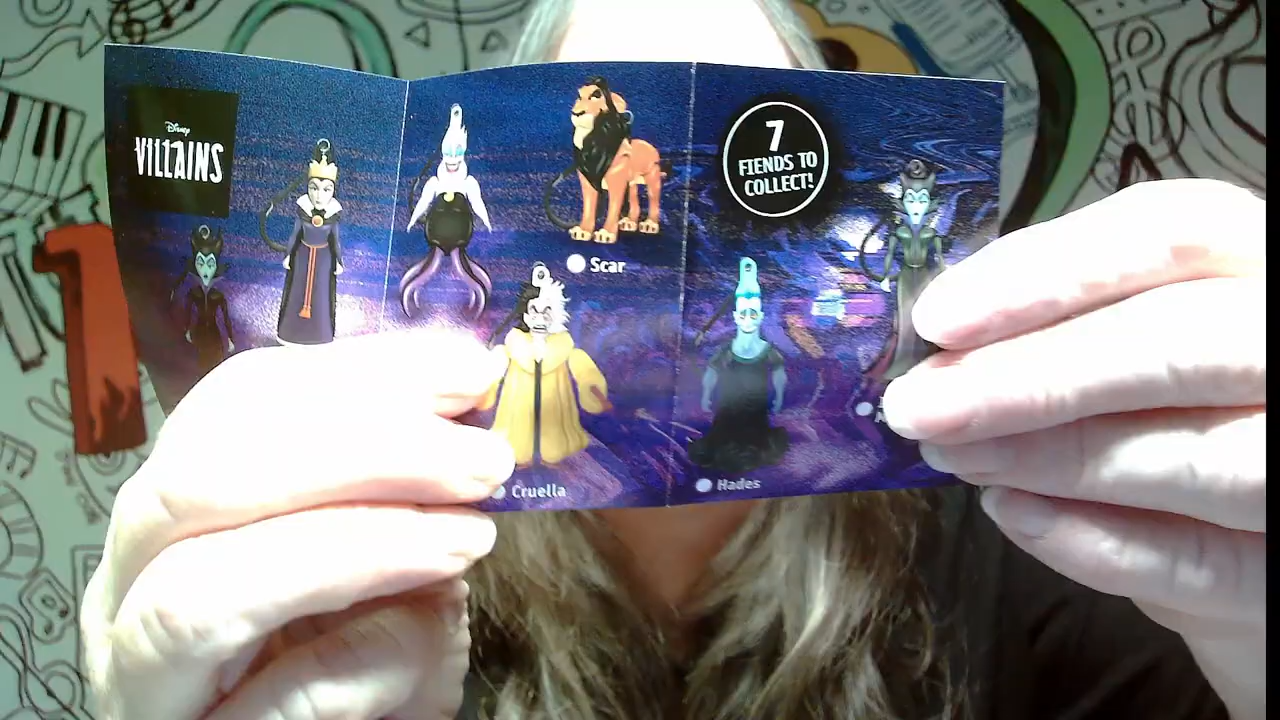 Disney
VILLAINS
7
FIENDS TO
COLLECT!
Scar
Cruella
Hades